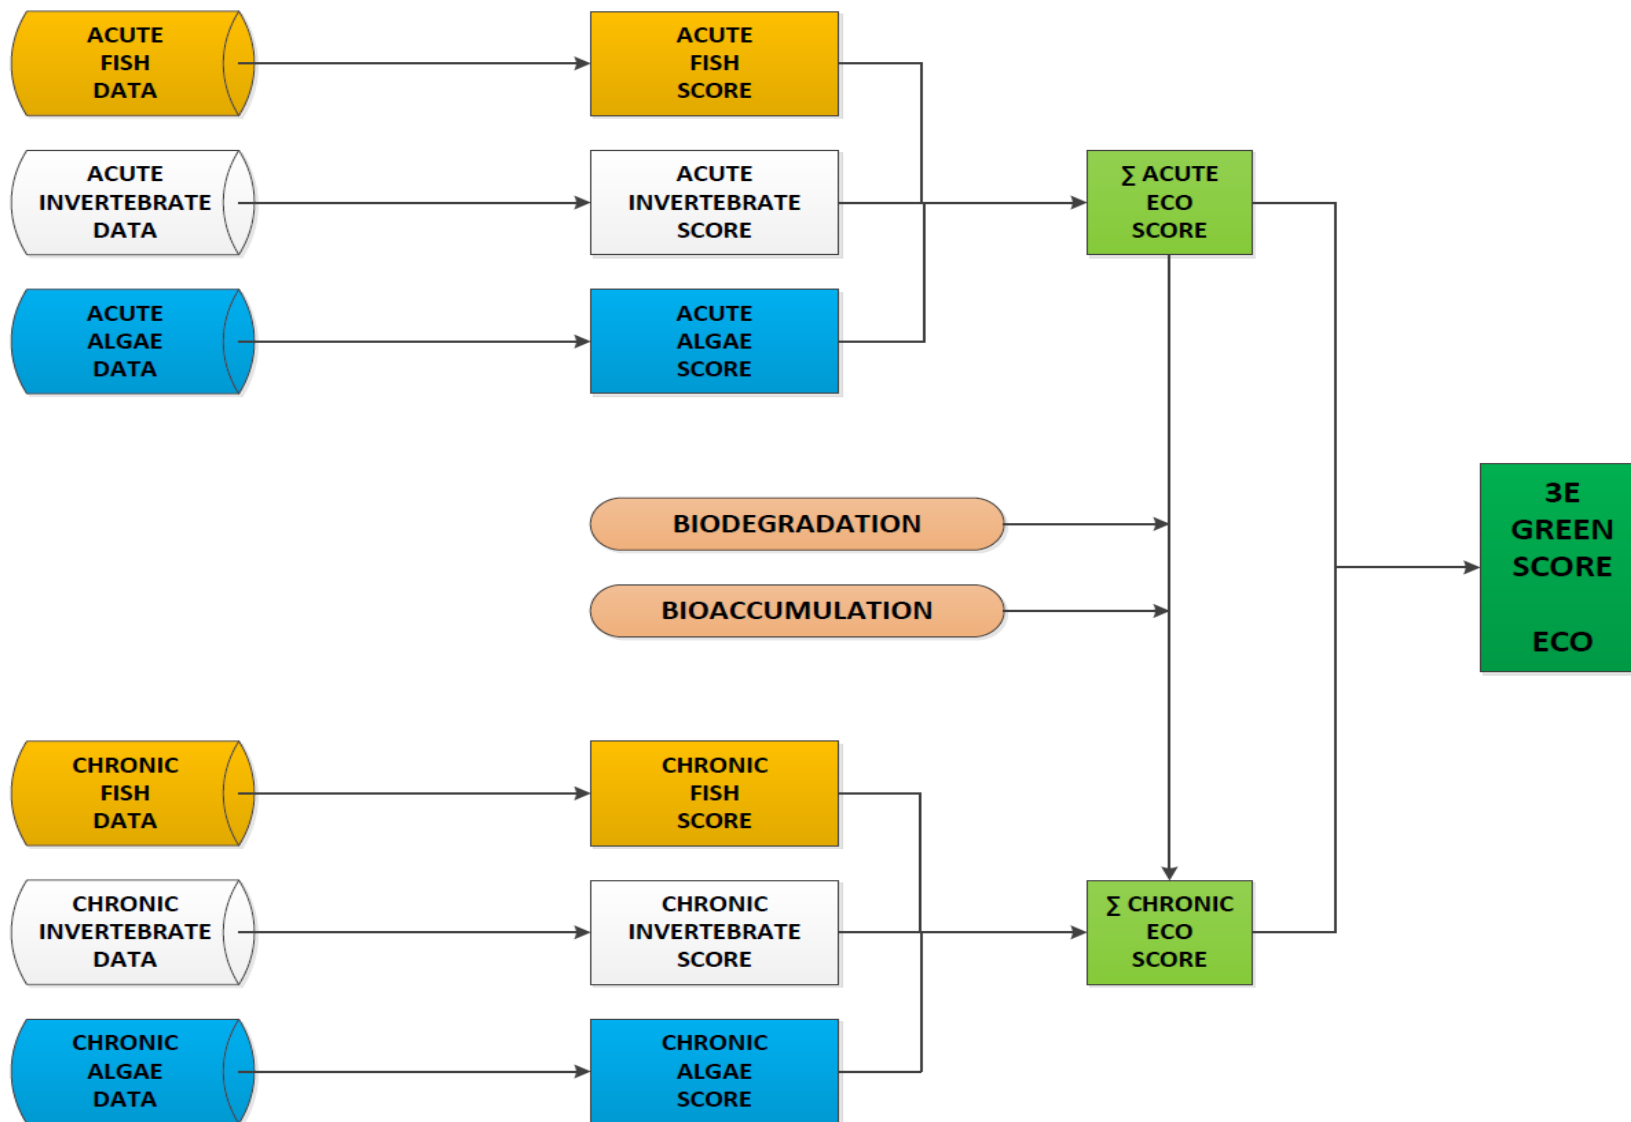 ACUTE
FISH
DATA
ACUTE
FISH
SCORE
ACUTE
INVERTEBRATE
DATA
ACUTE
INVERTEBRATE
SCORE
∑ ACUTE
ECO
SCORE
ACUTE
ALGAE
DATA
ACUTE
ALGAE
SCORE
BIODEGRADATION
BIOACCUMULATION
3E
GREEN
SCORE
ECO
CHRONIC
FISH
DATA
CHRONIC
FISH
SCORE
CHRONIC
INVERTEBRATE
DATA
CHRONIC
INVERTEBRATE
SCORE
∑ CHRONIC
ECO
SCORE
CHRONIC
ALGAE
DATA
CHRONIC
ALGAE
SCORE